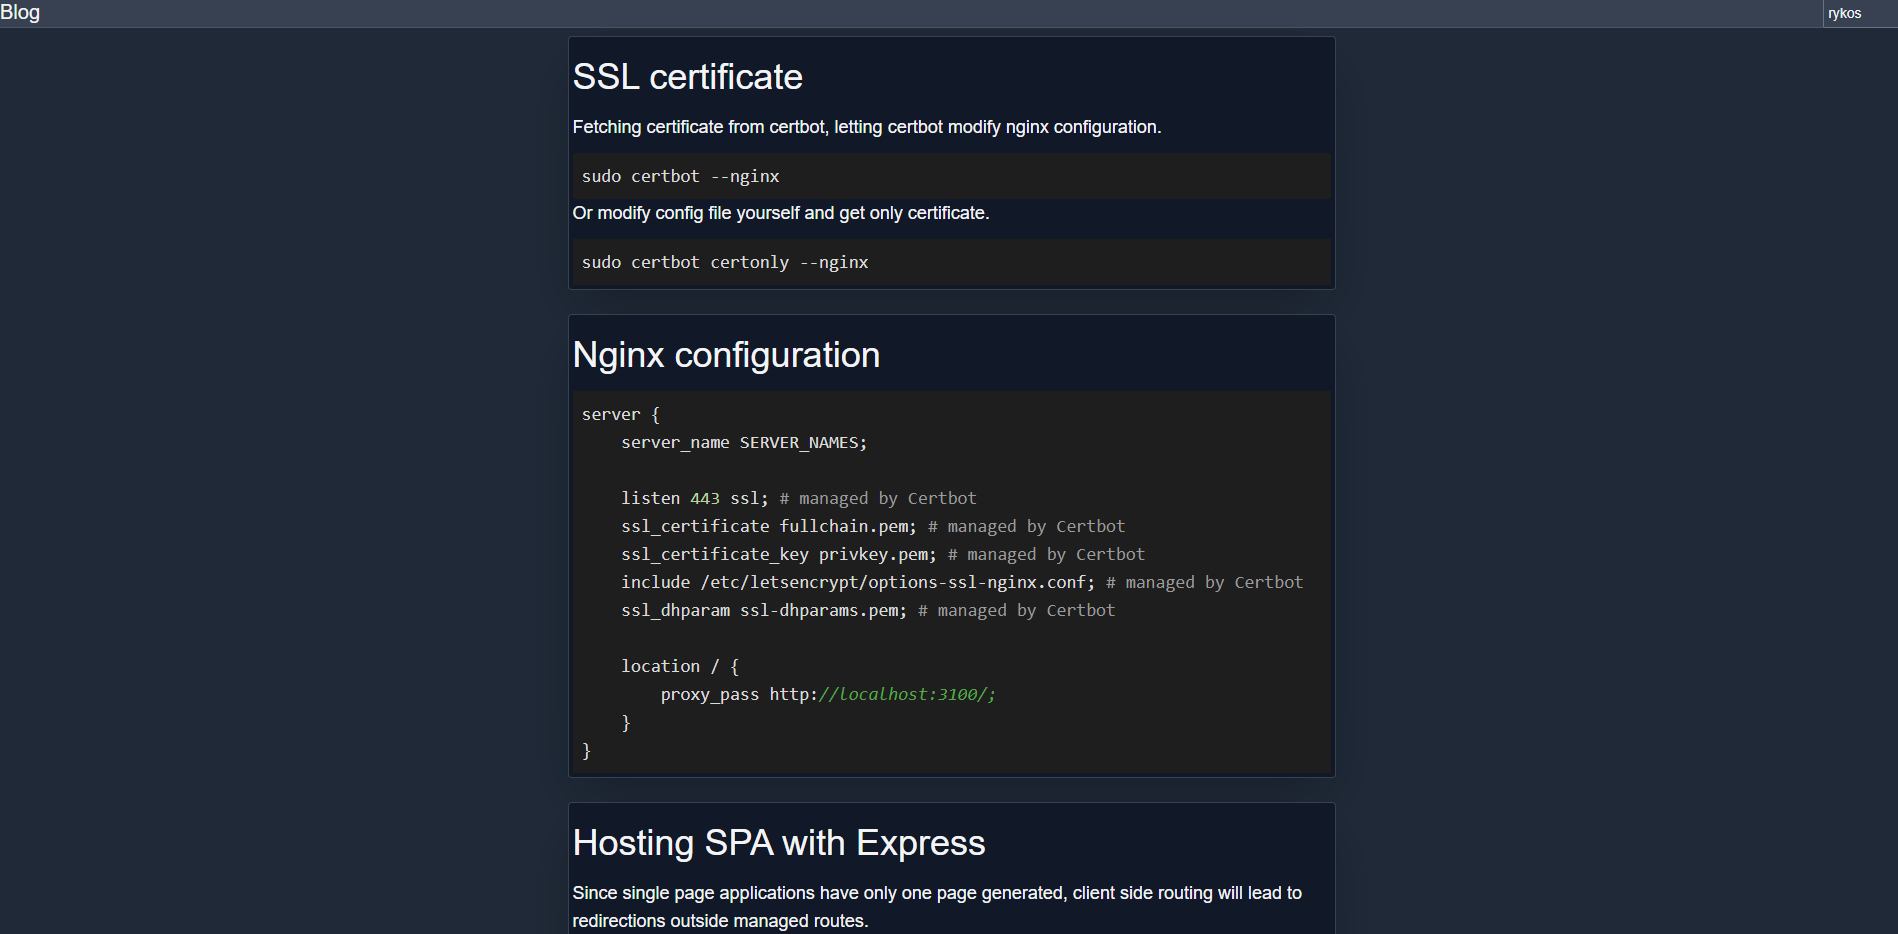 Blog
rykos
SSL certificate
Fetching certificate from certbot, letting certbot modify nginx configuration.
sudo certbot --nginx
Or modify config file yourself and get only certificate.
sudo certbot certonly --nginx
Nginx configuration
server {
    server_name SERVER_NAMES;

    listen 443 ssl; # managed by Certbot
    ssl_certificate fullchain.pem; # managed by Certbot
    ssl_certificate_key privkey.pem; # managed by Certbot
    include /etc/letsencrypt/options-ssl-nginx.conf; # managed by Certbot
    ssl_dhparam ssl-dhparams.pem; # managed by Certbot

    location / {
        proxy_pass http://localhost:3100/;
    }
}
Hosting SPA with Express
Since single page applications have only one page generated, client side routing will lead to
redirections outside managed routes.